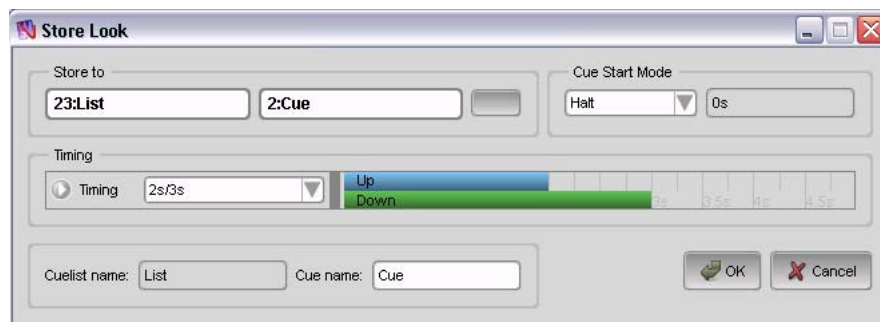 Store Look
Store to
23:List
2:Cue
Cue Start Mode
Halt
0s
Timing
Timing
2s/3s
Up
Down
3s
3.5s
4s
4.5s
Cuelist name:
List
Cue name:
Cue
OK
Cancel